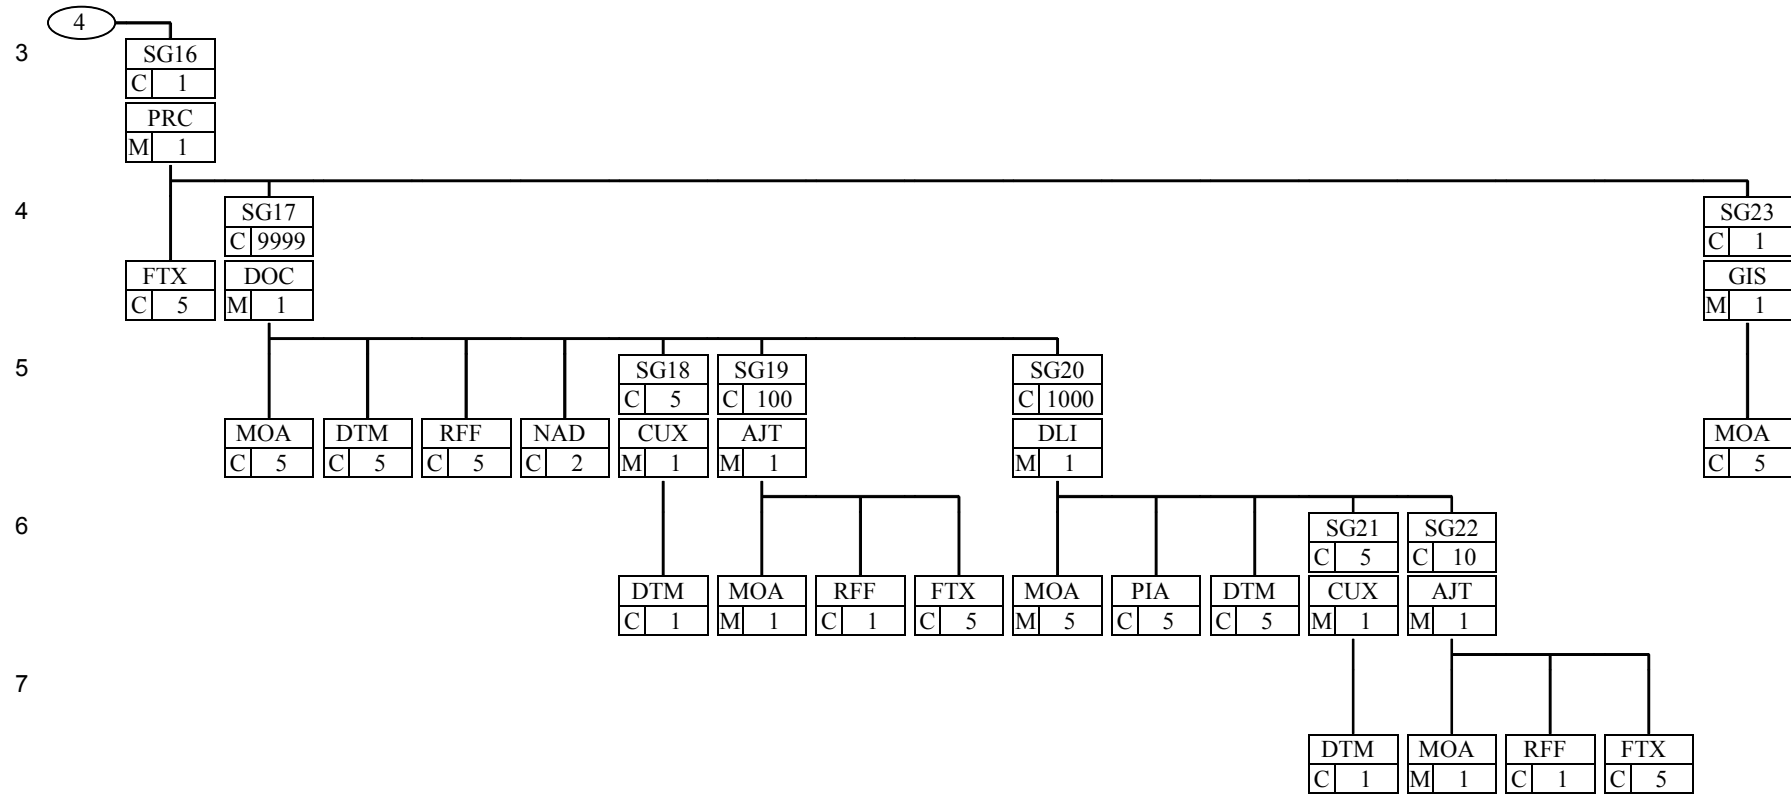 4
3
SG16
C 1
PRC
M 1
4
SG17 SG23
C 9999 C 1
FTX DOC GIS
C 5 M 1 M 1
5
SG18 SG19 SG20
C 5 C 100 C 1000
MOA DTM RFF NAD CUX AJT DLI MOA
C 5 C 5 C 5 C 2 M 1 M 1 M 1 C 5
6
SG21 SG22
C 5 C 10
DTM MOA RFF FTX MOA PIA DTM CUX AJT
C 1 M 1 C 1 C 5 M 5 C 5 C 5 M 1 M 1
7
DTM MOA RFF FTX
C 1 M 1 C 1 C 5